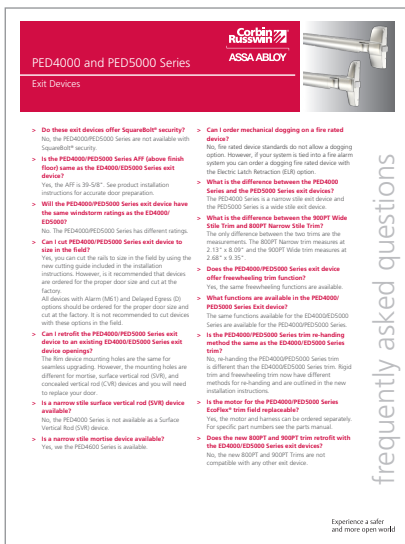 Corbin
Russwin
ASSA ABLOY
PED4000 and PED5000 Series
Exit Devices
> Do these exit devices offer SquareBolt® security?
No, the PED4000/PED5000 Series are not available with
SquareBolt® security.
> Is the PED4000/PED5000 Series AFF (above finish
floor) same as the ED4000/ED5000 Series exit
device?
Yes, the AFF is 39-5/8". See product installation
instructions for accurate door preparation.
> Will the PED4000/PED5000 Series exit device have
the same windstorm ratings as the ED4000/
ED5000?
No. The PED4000/PED5000 Series has different ratings.
> Can I cut PED4000/PED5000 Series exit device to
size in the field?
Yes, you can cut the rails to size in the field by using the
new cutting guide included in the installation
instructions. However, is it recommended that devices
are ordered for the proper door size and cut at the
factory.
All devices with Alarm (M61) and Delayed Egress (D)
options should be ordered for the proper door size and
cut at the factory. It is not recommended to cut devices
with these options in the field.
> Can I retrofit the PED4000/PED5000 Series exit
device to an existing ED4000/ED5000 Series exit
device openings?
The Rim device mounting holes are the same for
seamless upgrading. However, the mounting holes are
different for mortise, surface vertical rod (SVR), and
concealed vertical rod (CVR) devices and you will need
to replace your door.
> Is a narrow stile surface vertical rod (SVR) device
available?
No, the PED4000 Series is not available as a Surface
Vertical Rod (SVR) device.
> Is a narrow stile mortise device available?
Yes, we the PED4600 Series is available.
> Can I order mechanical dogging on a fire rated
device?
No, fire rated device standards do not allow a dogging
option. However, if your system is tied into a fire alarm
system you can order a dogging fire rated device with
the Electric Latch Retraction (ELR) option.
> What is the difference between the PED4000
Series and the PED5000 Series exit devices?
The PED4000 Series is a narrow stile exit device and
the PED5000 Series is a wide stile exit device.
> What is the difference between the 900PT Wide
Stile Trim and 800PT Narrow Stile Trim?
The only difference between the two trims are the
measurements. The 800PT Narrow trim measures at
2.13" x 8.09" and the 900PT Wide trim measures at
2.68" x 9.35".
> Does the PED4000/PED5000 Series exit device
offer freewheeling trim function?
Yes, the same freewheeling functions are available.
> What functions are available in the PED4000/
PED5000 Series Exit device?
The same functions available for the ED4000/ED5000
Series are available for the PED4000/PED5000 Series.
> Is the PED4000/PED5000 Series trim re-handing
method the same as the ED4000/ED5000 Series
trim?
No, re-handing the PED4000/PED5000 Series trim
is different than the ED4000/ED5000 Series trim. Rigid
trim and freewheeling trim now have different
methods for re-handing and are outlined in the new
installation instructions.
> Is the motor for the PED4000/PED5000 Series
EcoFlex® trim field replaceable?
Yes, the motor and harness can be ordered separately.
For specific part numbers see the parts manual.
> Does the new 800PT and 900PT trim retrofit with
the ED4000/ED5000 Series exit devices?
No, the new 800PT and 900PT Trims are not
compatible with any other exit device.
frequently asked questions
Experience a safer
and more open world